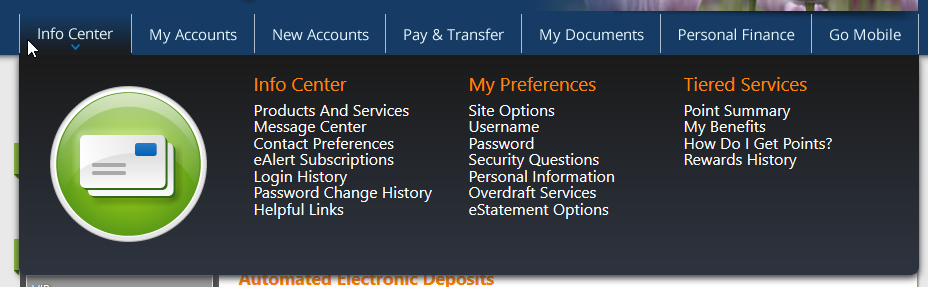 Info Center
My Accounts
New Accounts
Pay & Transfer
My Documents
Personal Finance
Go Mobile
Info Center
Products And Services
Message Center
Contact Preferences
eAlert Subscriptions
Login History
Password Change History
Helpful Links
My Preferences
Site Options
Username
Password
Security Questions
Personal Information
Overdraft Services
eStatement Options
Tiered Services
Point Summary
My Benefits
How Do I Get Points?
Rewards History
Automated Electronic Deposits